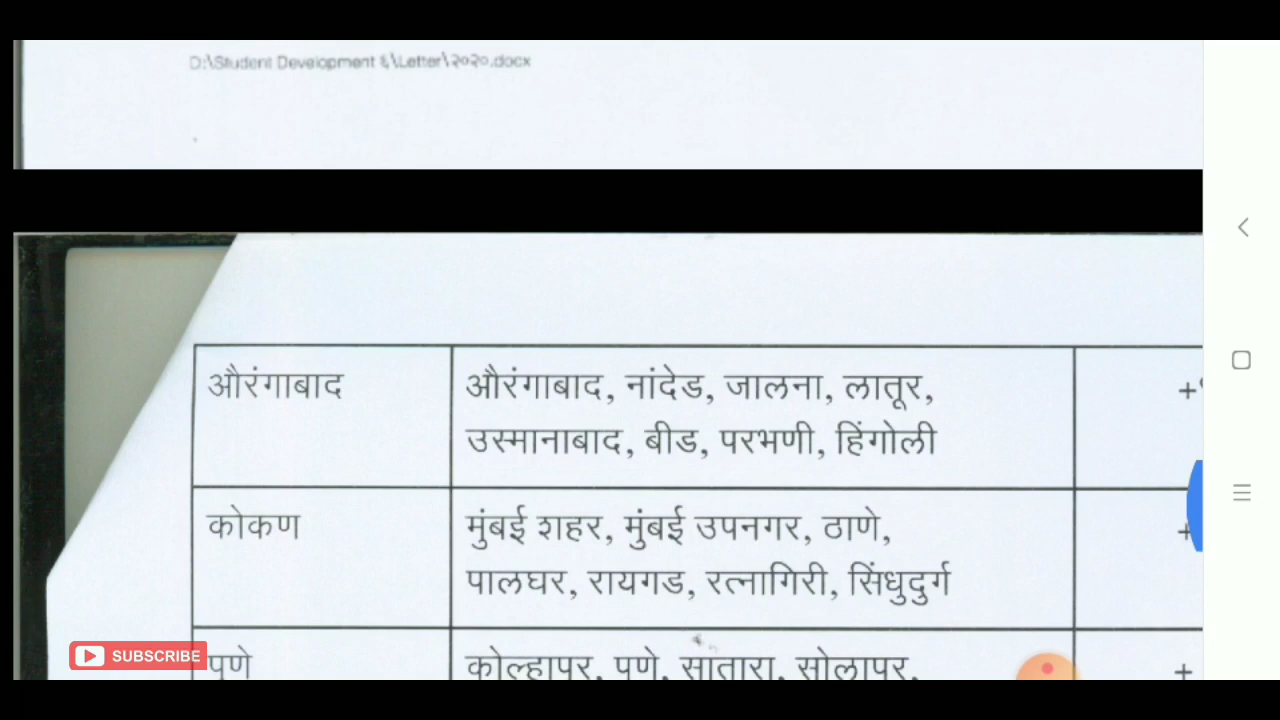 D:\Student Development &\Letter\२०२०.docx
औरंगाबाद
औरंगाबाद, नांदेड, जालना, लातूर,
उस्मानाबाद, बीड, परभणी, हिंगोली
कोकण
मुंबई शहर, मुंबई उपनगर, ठाणे,
पालघर, रायगड, रत्नागिरी, सिंधुदुर्ग
पुणे
कोल्हापूर, पुणे, सातारा, सोलापूर,
+
SUBSCRIBE